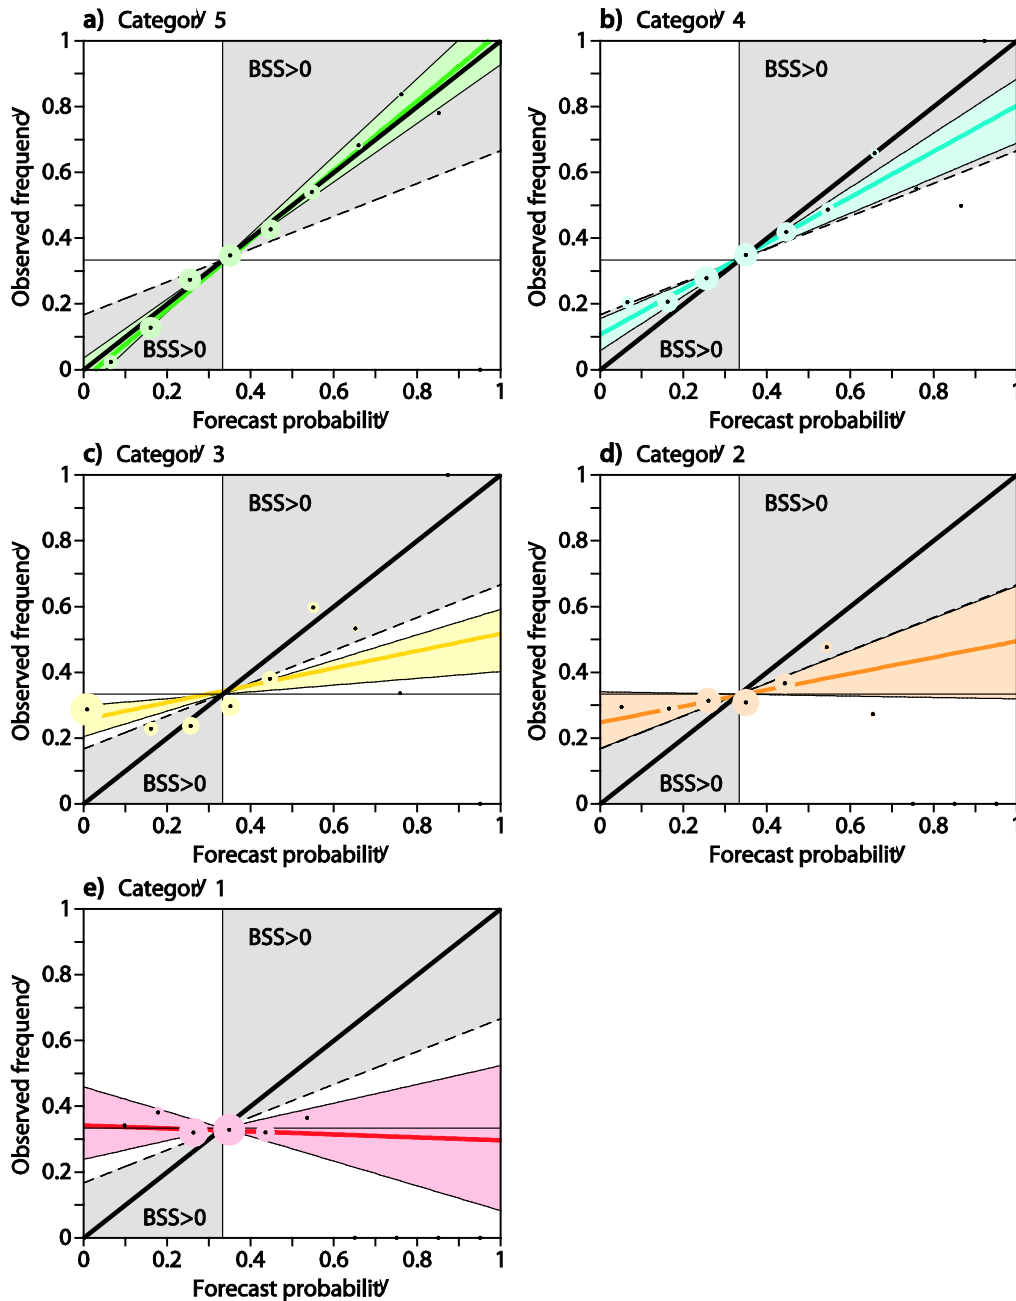 a) Category 5
1
0.8
0.6
0.4
0.2
0
Observed frequency
BSS>0
BSS>0
0 0.2 0.4 0.6 0.8 1
Forecast probability
b) Category 4
1
0.8
0.6
0.4
0.2
0
Observed frequency
BSS>0
BSS>0
0 0.2 0.4 0.6 0.8 1
Forecast probability
c) Category 3
1
0.8
0.6
0.4
0.2
0
Observed frequency
BSS>0
BSS>0
0 0.2 0.4 0.6 0.8 1
Forecast probability
d) Category 2
1
0.8
0.6
0.4
0.2
0
Observed frequency
BSS>0
BSS>0
0 0.2 0.4 0.6 0.8 1
Forecast probability
e) Category 1
1
0.8
0.6
0.4
0.2
0
Observed frequency
BSS>0
BSS>0
0 0.2 0.4 0.6 0.8 1
Forecast probability